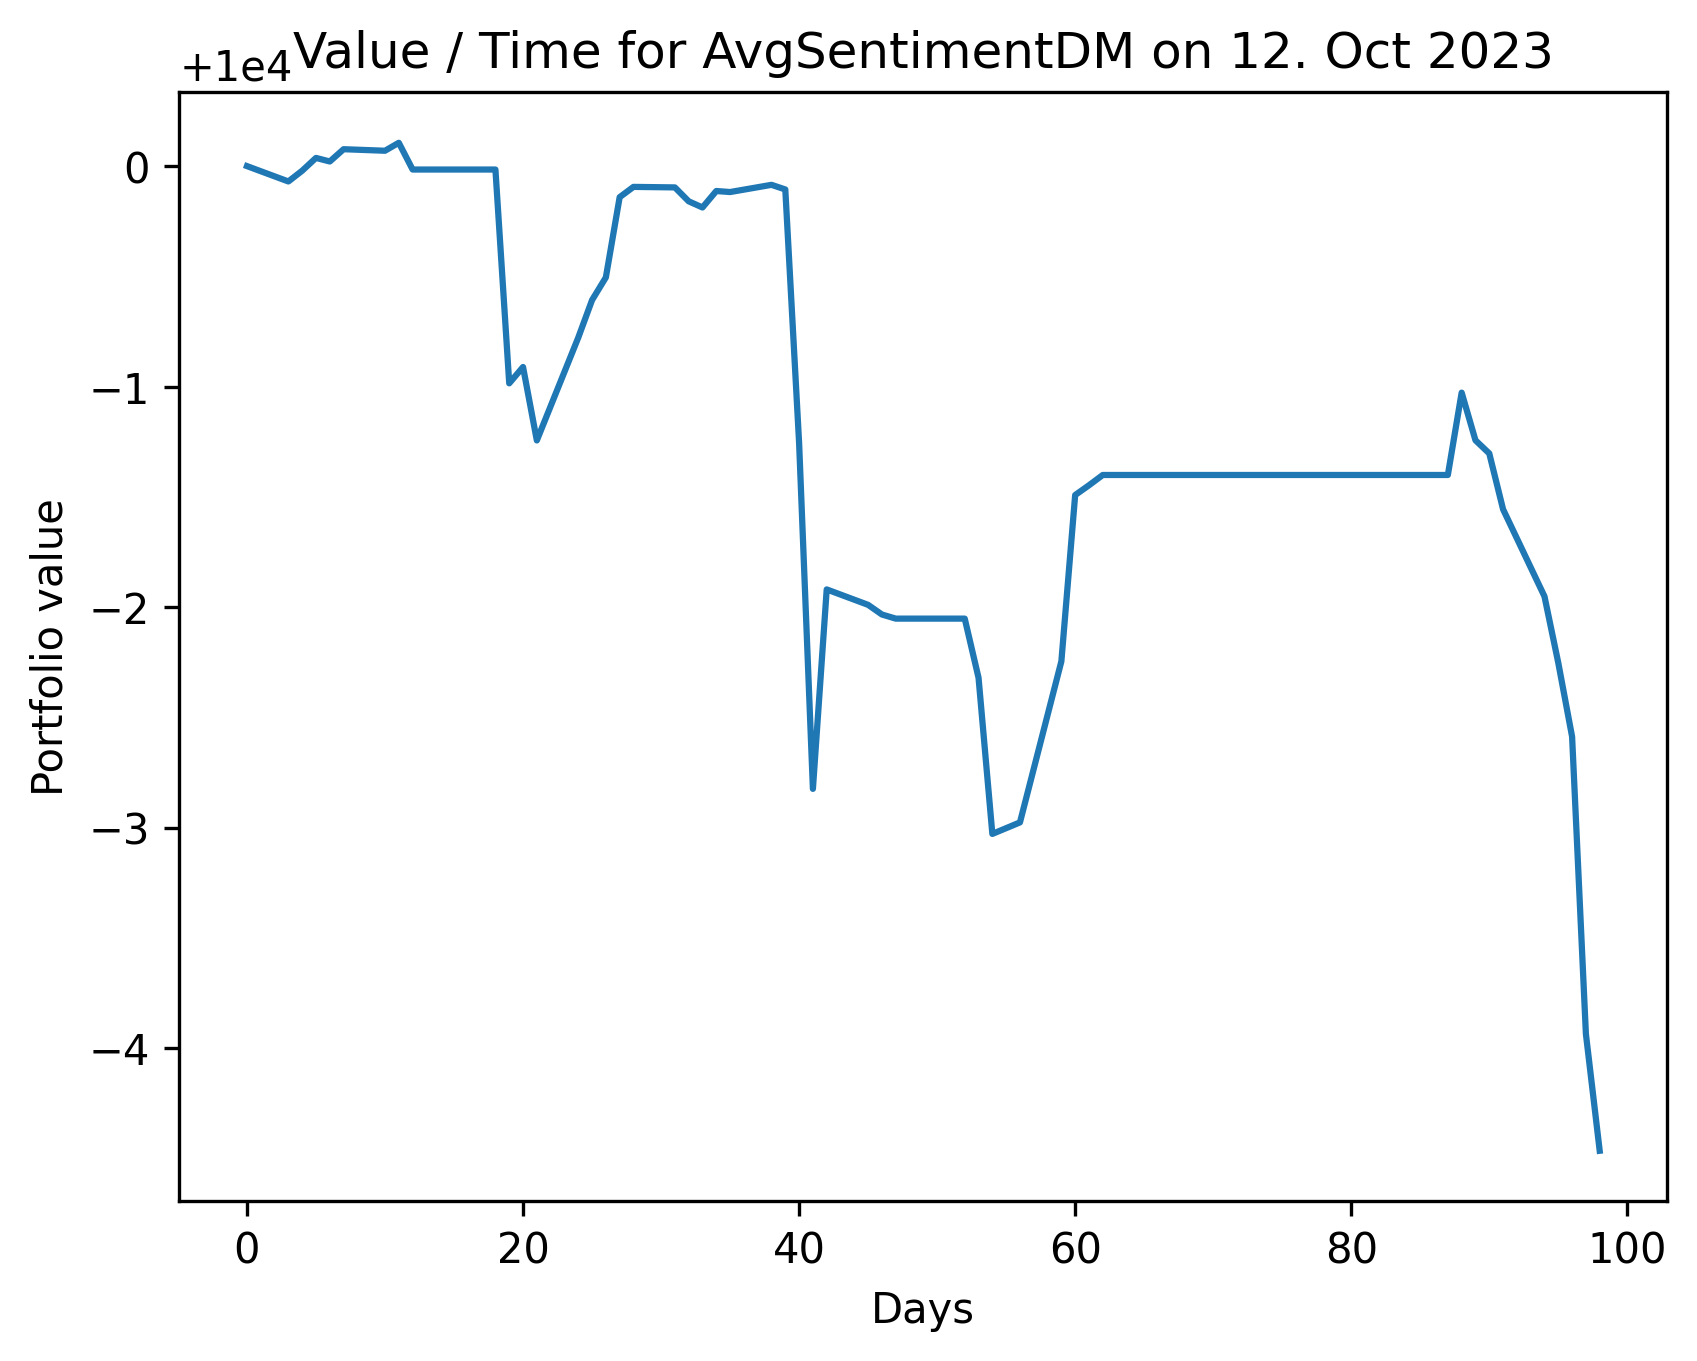 Value / Time for AvgSentimentDM on 12. Oct 2023
+1e4
0
−1
−2
−3
−4
Portfolio value
0 20 40 60 80 100
Days